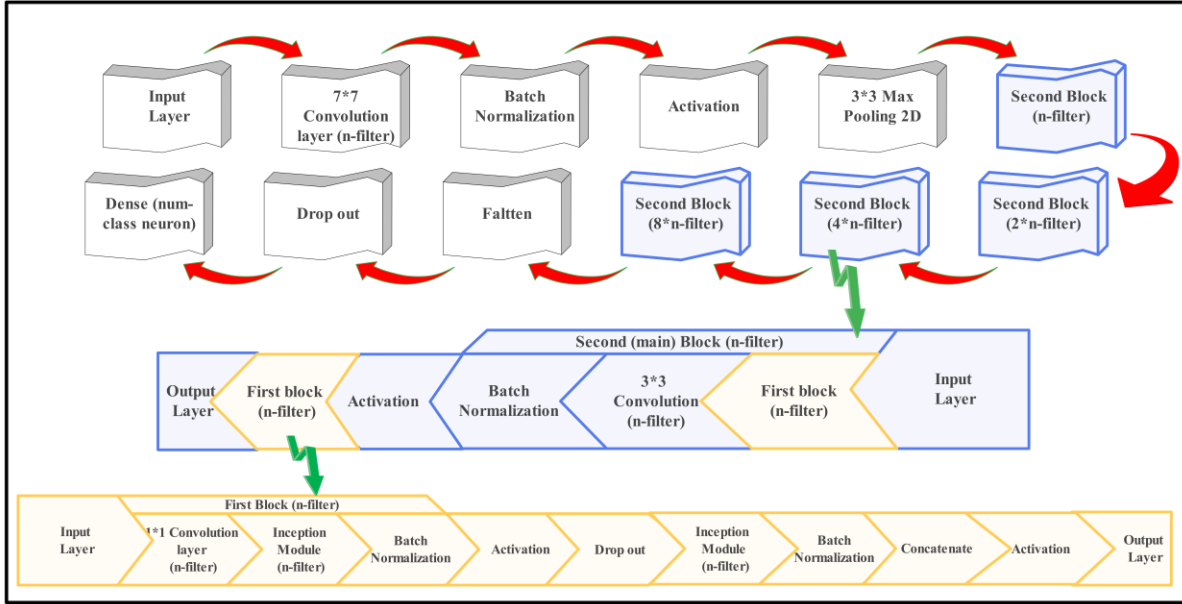 Input
Layer
7*7
Convolution
layer (n-filter)
Batch
Normalization
Activation
3*3 Max
Pooling 2D
Second Block
(n-filter)
Dense (num-
class neuron)
Drop out
Faltten
Second Block
(8*n-filter)
Second Block
(4*n-filter)
Second Block
(2*n-filter)
Second (main) Block (n-filter)
Output
Layer
First block
(n-filter)
Activation
Batch
Normalization
3*3
Convolution
(n-filter)
First block
(n-filter)
Input
Layer
First Block (n-filter)
Input
Layer
1*1 Convolution
layer
(n-filter)
Inception
Module
(n-filter)
Batch
Normalization
Activation
Drop out
Inception
Module
(n-filter)
Batch
Normalization
Concatenate
Activation
Output
Layer